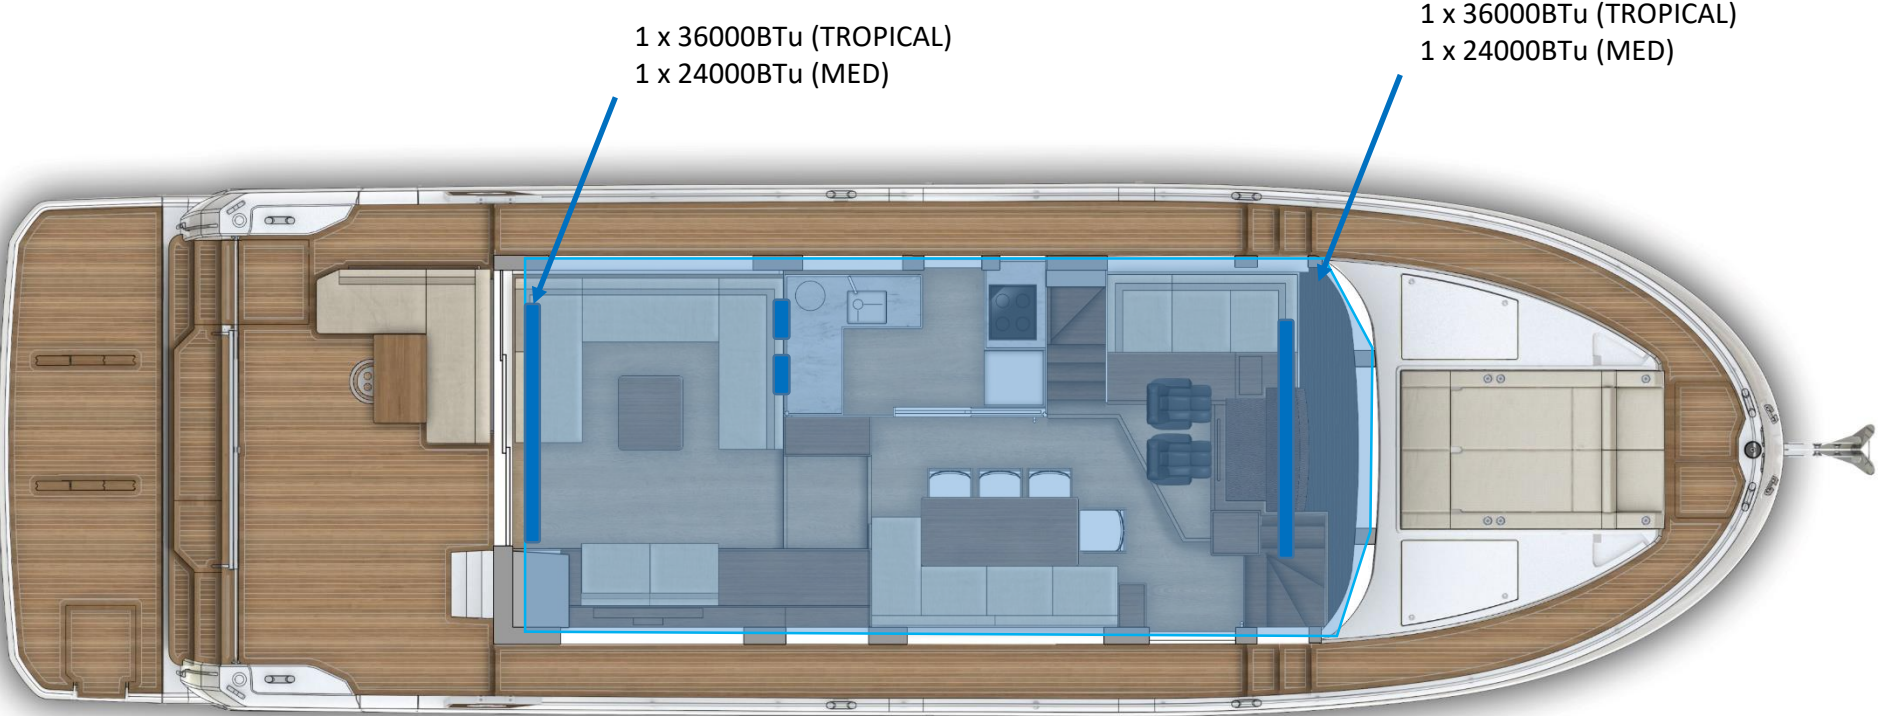 1 x 36000BTu (TROPICAL)
1 x 24000BTu (MED)
1 x 36000BTu (TROPICAL)
1 x 24000BTu (MED)